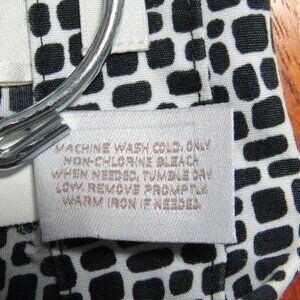 MACHINE WASH COLD, ONLY
NON-CHLORINE BLEACH
WHEN NEEDED, TUMBLE DRY
LOW. REMOVE PROMPTLY.
WARM IRON IF NEEDED.